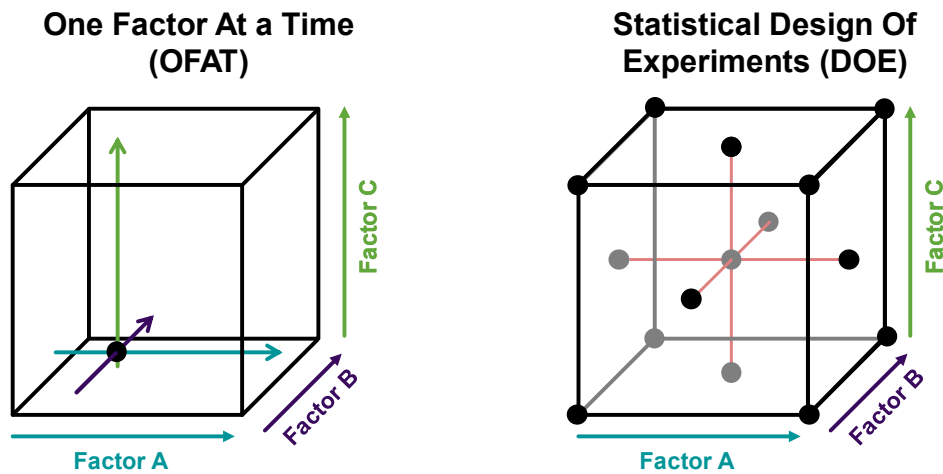 One Factor At a Time
(OFAT)
Factor A
Factor B
Factor C
Statistical Design Of
Experiments (DOE)
Factor A
Factor B
Factor C